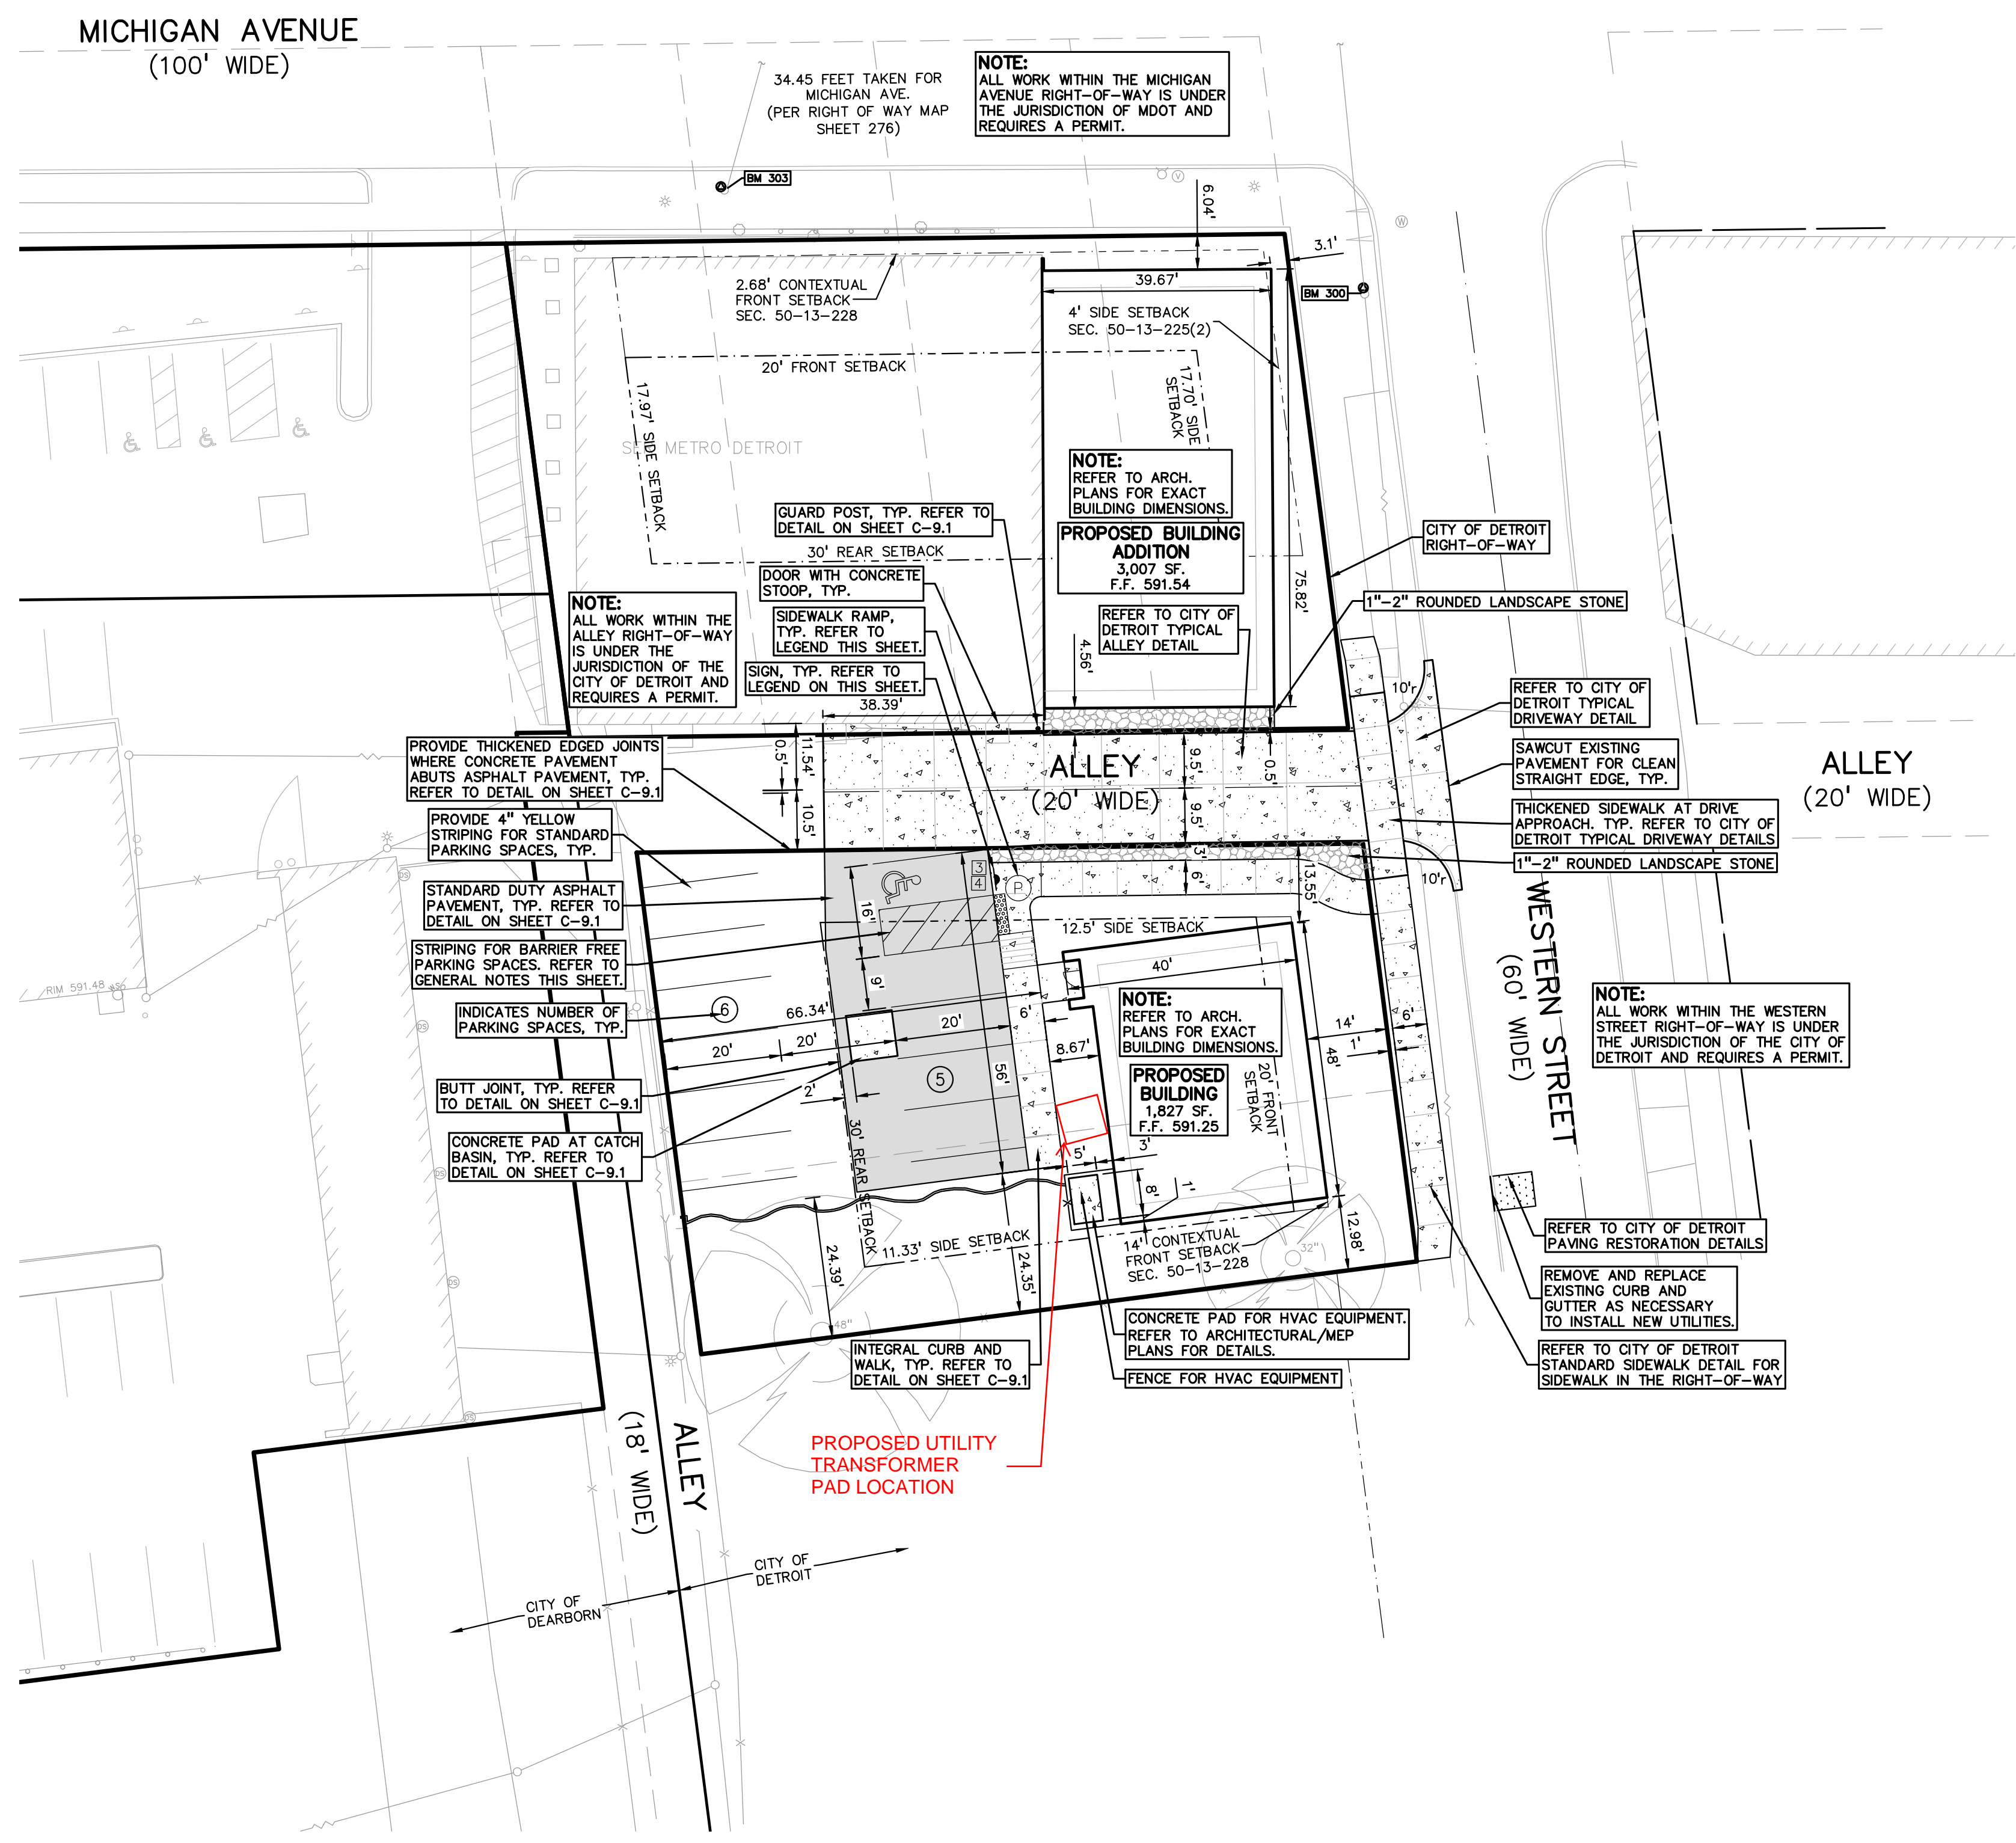 MICHIGAN AVENUE
(100' WIDE)
34.45 FEET TAKEN FOR
MICHIGAN AVE.
(PER RIGHT OF WAY MAP
SHEET 276)
NOTE:
ALL WORK WITHIN THE MICHIGAN
AVENUE RIGHT-OF-WAY IS UNDER
THE JURISDICTION OF MDOT AND
REQUIRES A PERMIT.
BM 303
V
W
6.04'
3.1'
BM 300
39.67'
2.68' CONTEXTUAL
FRONT SETBACK
SEC. 50-13-228
4' SIDE SETBACK
SEC. 50-13-225(2)
20' FRONT SETBACK
17.97' SIDE SETBACK
17.70' SIDE
SETBACK
METRO DETROIT
NOTE:
REFER TO ARCH.
PLANS FOR EXACT
BUILDING DIMENSIONS.
GUARD POST, TYP. REFER TO
DETAIL ON SHEET C-9.1
PROPOSED BUILDING
ADDITION
3,007 SF.
F.F. 591.54
CITY OF DETROIT
RIGHT-OF-WAY
30' REAR SETBACK
75.82'
DOOR WITH CONCRETE
STOOP, TYP.
1"-2" ROUNDED LANDSCAPE STONE
NOTE:
ALL WORK WITHIN THE
ALLEY RIGHT-OF-WAY
IS UNDER THE
JURISDICTION OF THE
CITY OF DETROIT AND
REQUIRES A PERMIT.
SIDEWALK RAMP,
TYP. REFER TO
LEGEND THIS SHEET.
REFER TO CITY OF
DETROIT TYPICAL
ALLEY DETAIL
4.56'
SIGN, TYP. REFER TO
LEGEND ON THIS SHEET.
38.39'
10'r
REFER TO CITY OF
DETROIT TYPICAL
DRIVEWAY DETAIL
PROVIDE THICKENED EDGED JOINTS
WHERE CONCRETE PAVEMENT
ABUTS ASPHALT PAVEMENT, TYP.
REFER TO DETAIL ON SHEET C-9.1
0.5'
11.54'
10.5'
ALLEY
(20' WIDE)
9.5'
9.5'
0.5'
SAWCUT EXISTING
PAVEMENT FOR CLEAN
STRAIGHT EDGE, TYP.
ALLEY
(20' WIDE)
PROVIDE 4" YELLOW
STRIPING FOR STANDARD
PARKING SPACES, TYP.
THICKENED SIDEWALK AT DRIVE
APPROACH. TYP. REFER TO CITY OF
DETROIT TYPICAL DRIVEWAY DETAILS
1"-2" ROUNDED LANDSCAPE STONE
3
4
P
3'
6'
13.55'
10'r
STANDARD DUTY ASPHALT
PAVEMENT, TYP. REFER TO
DETAIL ON SHEET C-9.1
16'
12.5' SIDE SETBACK
STRIPING FOR BARRIER FREE
PARKING SPACES. REFER TO
GENERAL NOTES THIS SHEET.
RIM 591.48
9'
40'
WESTERN STREET
(60' WIDE)
INDICATES NUMBER OF
PARKING SPACES, TYP.
6
66.34'
20'
20'
20'
6'
NOTE:
REFER TO ARCH.
PLANS FOR EXACT
BUILDING DIMENSIONS.
14'
6'
1'
48'
NOTE:
ALL WORK WITHIN THE WESTERN
STREET RIGHT-OF-WAY IS UNDER
THE JURISDICTION OF THE CITY OF
DETROIT AND REQUIRES A PERMIT.
8.67'
BUTT JOINT, TYP. REFER
TO DETAIL ON SHEET C-9.1
2'
5
56'
PROPOSED
BUILDING
1,827 SF.
F.F. 591.25
20' FRONT
SETBACK
CONCRETE PAD AT CATCH
BASIN, TYP. REFER TO
DETAIL ON SHEET C-9.1
30' REAR SETBACK
5'
3'
8'
1'
11.33' SIDE SETBACK
14' CONTEXTUAL
FRONT SETBACK
SEC. 50-13-228
32"
12.98'
24.39'
24.35'
48"
REFER TO CITY OF DETROIT
PAVING RESTORATION DETAILS
REMOVE AND REPLACE
EXISTING CURB AND
GUTTER AS NECESSARY
TO INSTALL NEW UTILITIES.
INTEGRAL CURB AND
WALK, TYP. REFER TO
DETAIL ON SHEET C-9.1
CONCRETE PAD FOR HVAC EQUIPMENT.
REFER TO ARCHITECTURAL/MEP
PLANS FOR DETAILS.
FENCE FOR HVAC EQUIPMENT
REFER TO CITY OF DETROIT
STANDARD SIDEWALK DETAIL FOR
SIDEWALK IN THE RIGHT-OF-WAY
PROPOSED UTILITY
TRANSFORMER
PAD LOCATION
ALLEY
(18' WIDE)
CITY OF
DETROIT
CITY OF
DEARBORN
DS
DS
DS
DS
DS